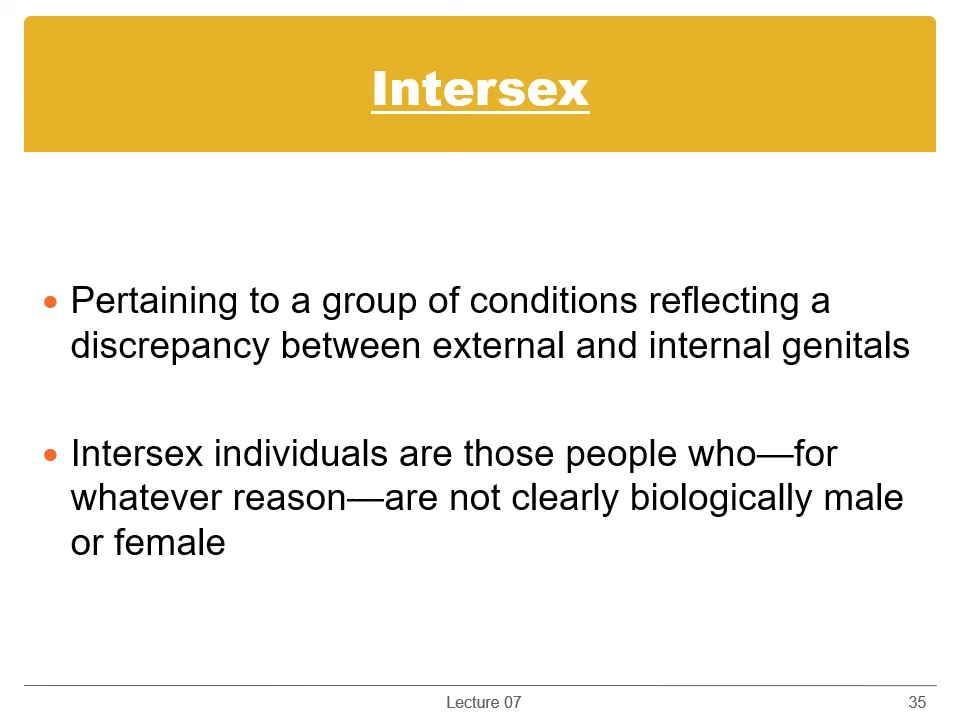 Intersex
• Pertaining to a group of conditions reflecting a
discrepancy between external and internal genitals
• Intersex individuals are those people who—for
whatever reason—are not clearly biologically male
or female
Lecture 07
35